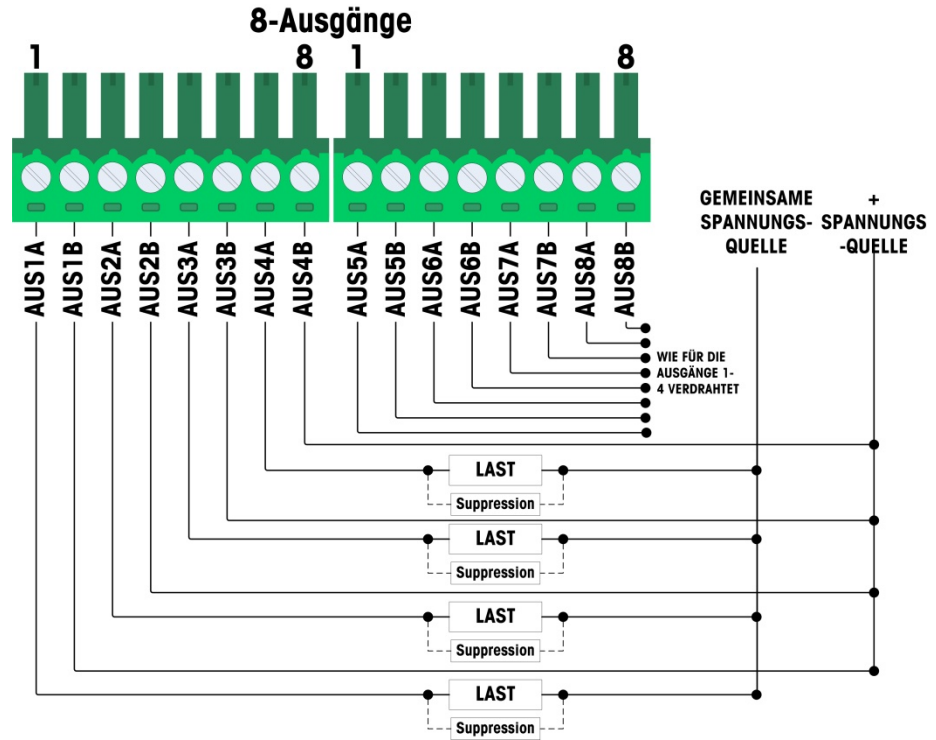 8-Ausgänge
1 8 1 8
GEMEINSAME
SPANNUNGS-
QUELLE
+
SPANNUNGS
-QUELLE
AUS1A
AUS1B
AUS2A
AUS2B
AUS3A
AUS3B
AUS4A
AUS4B
AUS5A
AUS5B
AUS6A
AUS6B
AUS7A
AUS7B
AUS8A
AUS8B
WIE FÜR DIE
AUSGÄNGE 1-
4 VERDRAHTET
LAST
Suppression
LAST
Suppression
LAST
Suppression
LAST
Suppression